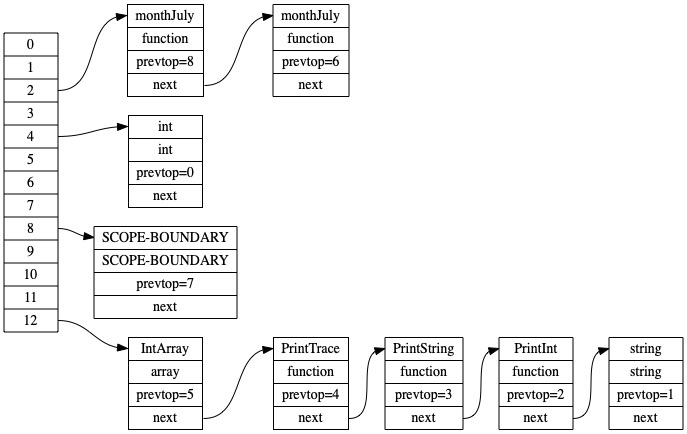 0
1
2
3
4
5
6
7
8
9
10
11
12
monthJuly
function
prevtop=8
next
monthJuly
function
prevtop=6
next
int
int
prevtop=0
next
SCOPE-BOUNDARY
SCOPE-BOUNDARY
prevtop=7
next
IntArray
array
prevtop=5
next
PrintTrace
function
prevtop=4
next
PrintString
function
prevtop=3
next
PrintInt
function
prevtop=2
next
string
string
prevtop=1
next